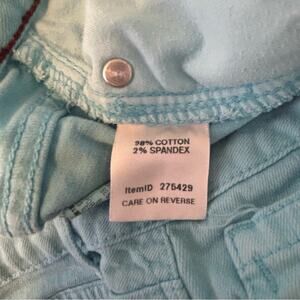 98% COTTON
2% SPANDEX
ItemID 275429
CARE ON REVERSE